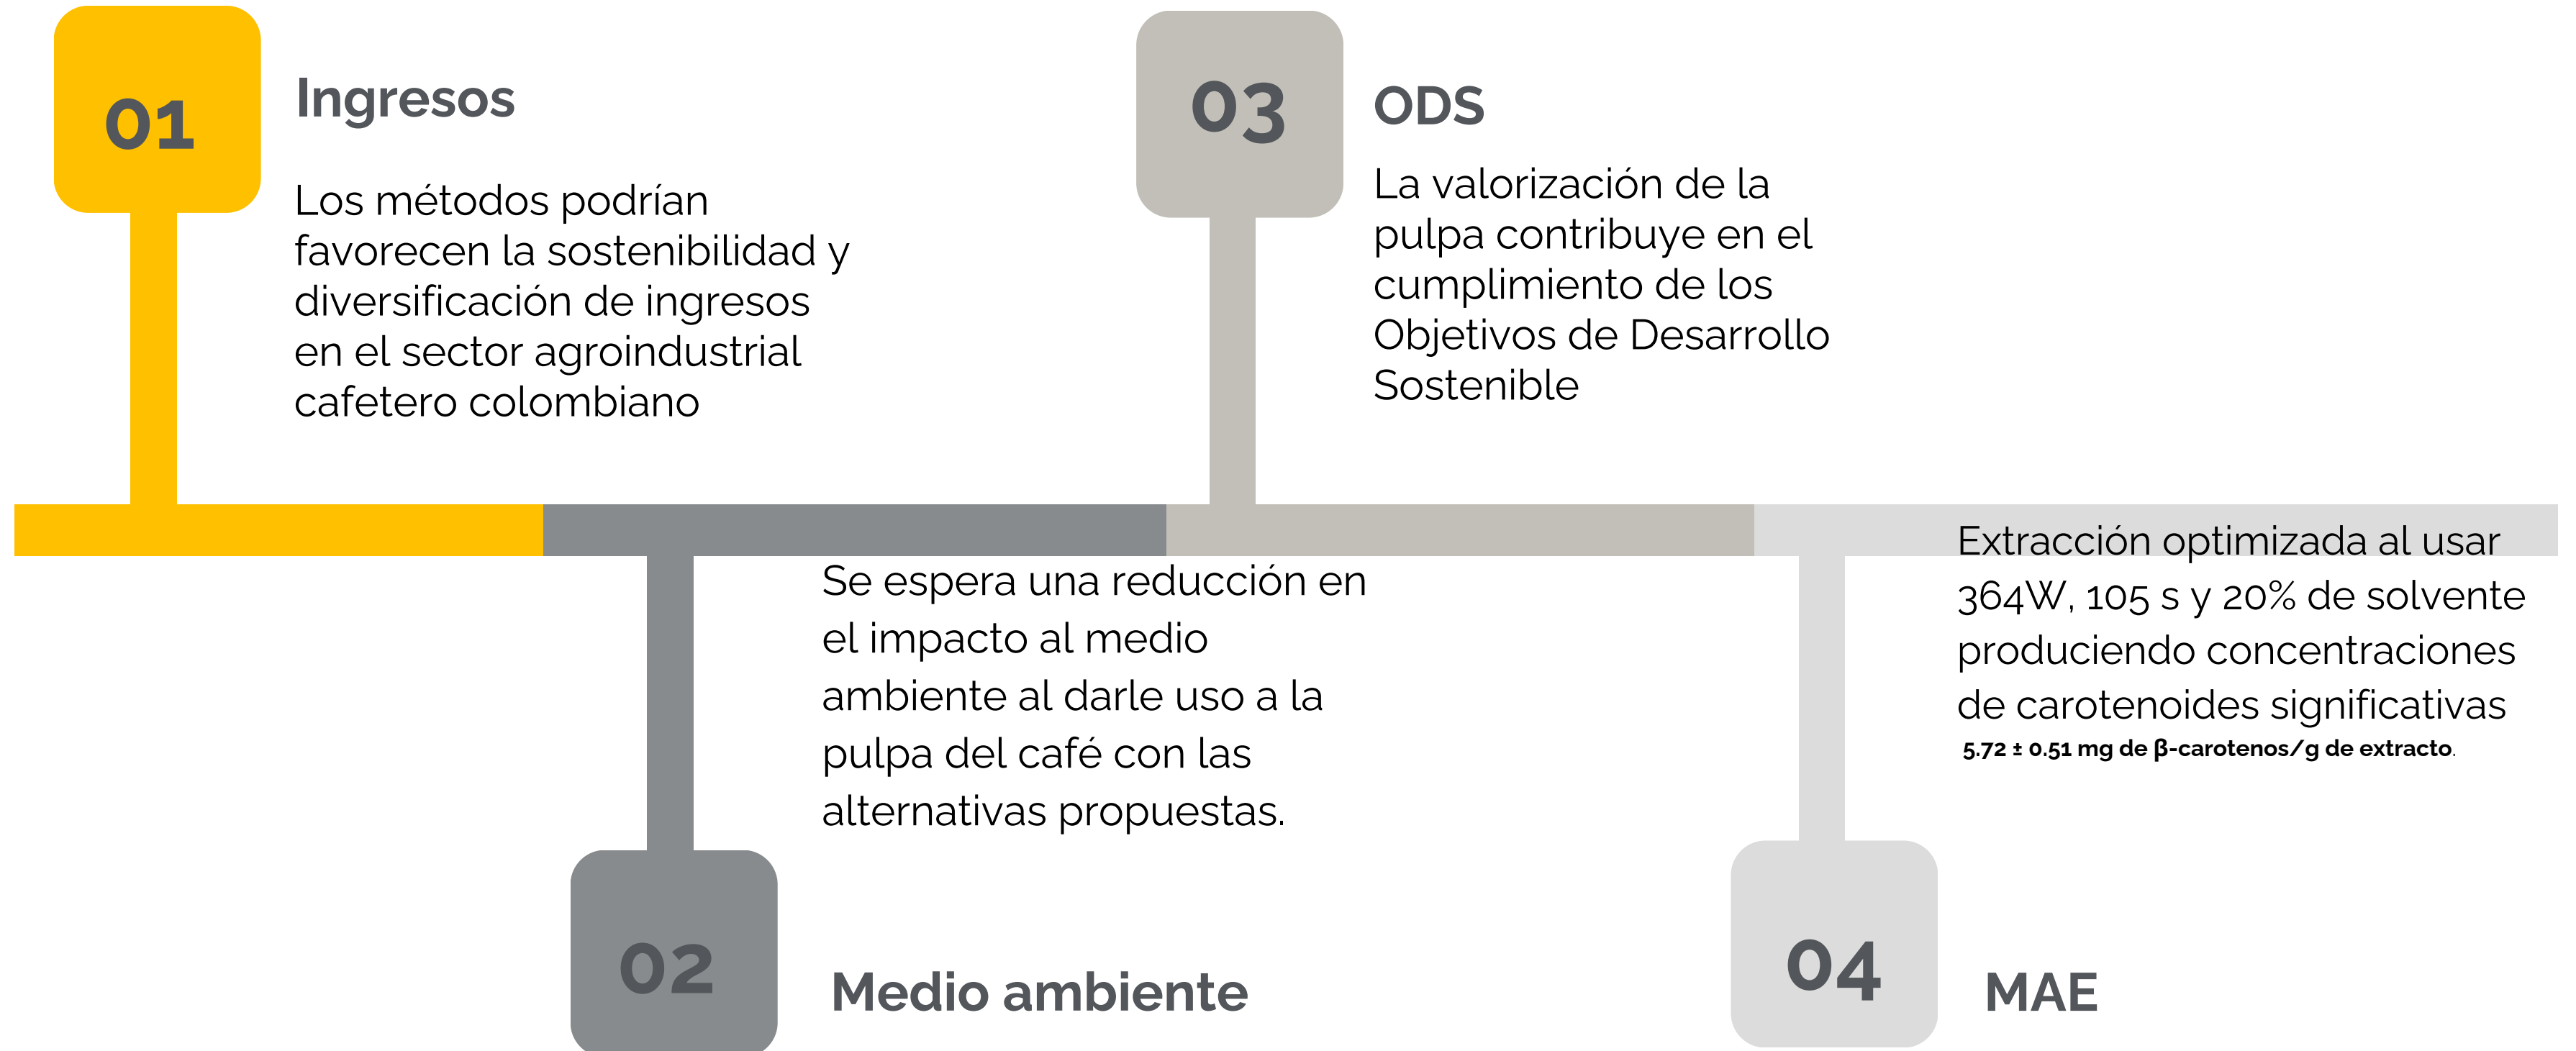 01
Ingresos
Los métodos podrían
favorecen la sostenibilidad y
diversificación de ingresos
en el sector agroindustrial
cafetero colombiano
02
Medio ambiente
Se espera una reducción en
el impacto al medio
ambiente al darle uso a la
pulpa del café con las
alternativas propuestas.
03
ODS
La valorización de la
pulpa contribuye en el
cumplimiento de los
Objetivos de Desarrollo
Sostenible
04
MAE
Extracción optimizada al usar
364W, 105 s y 20% de solvente
produciendo concentraciones
de carotenoides significativas
5.72 ± 0.51 mg de β-carotenos/g de extracto.